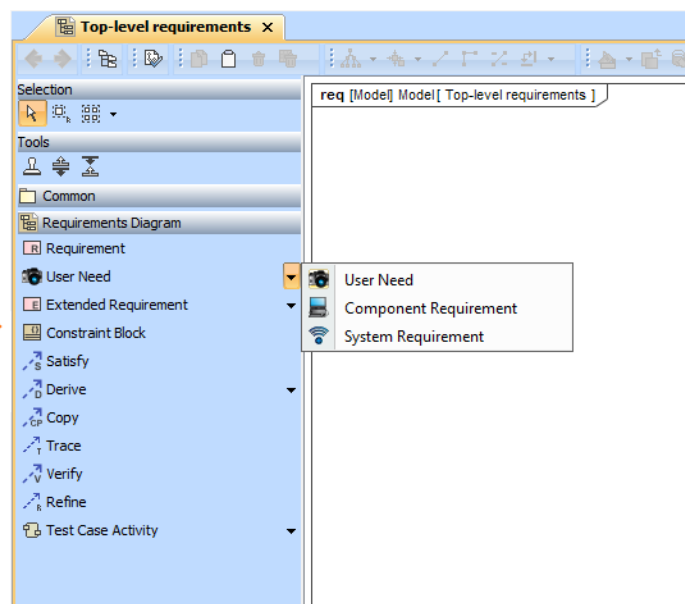 Top-level requirements
Selection
req [Model] Model[ Top-level requirements ]
R
Tools
Common
Requirements Diagram
R Requirement
User Need
User Need
E Extended Requirement
Component Requirement
Constraint Block
System Requirement
S Satisfy
D Derive
CP Copy
T Trace
V Verify
R Refine
Test Case Activity